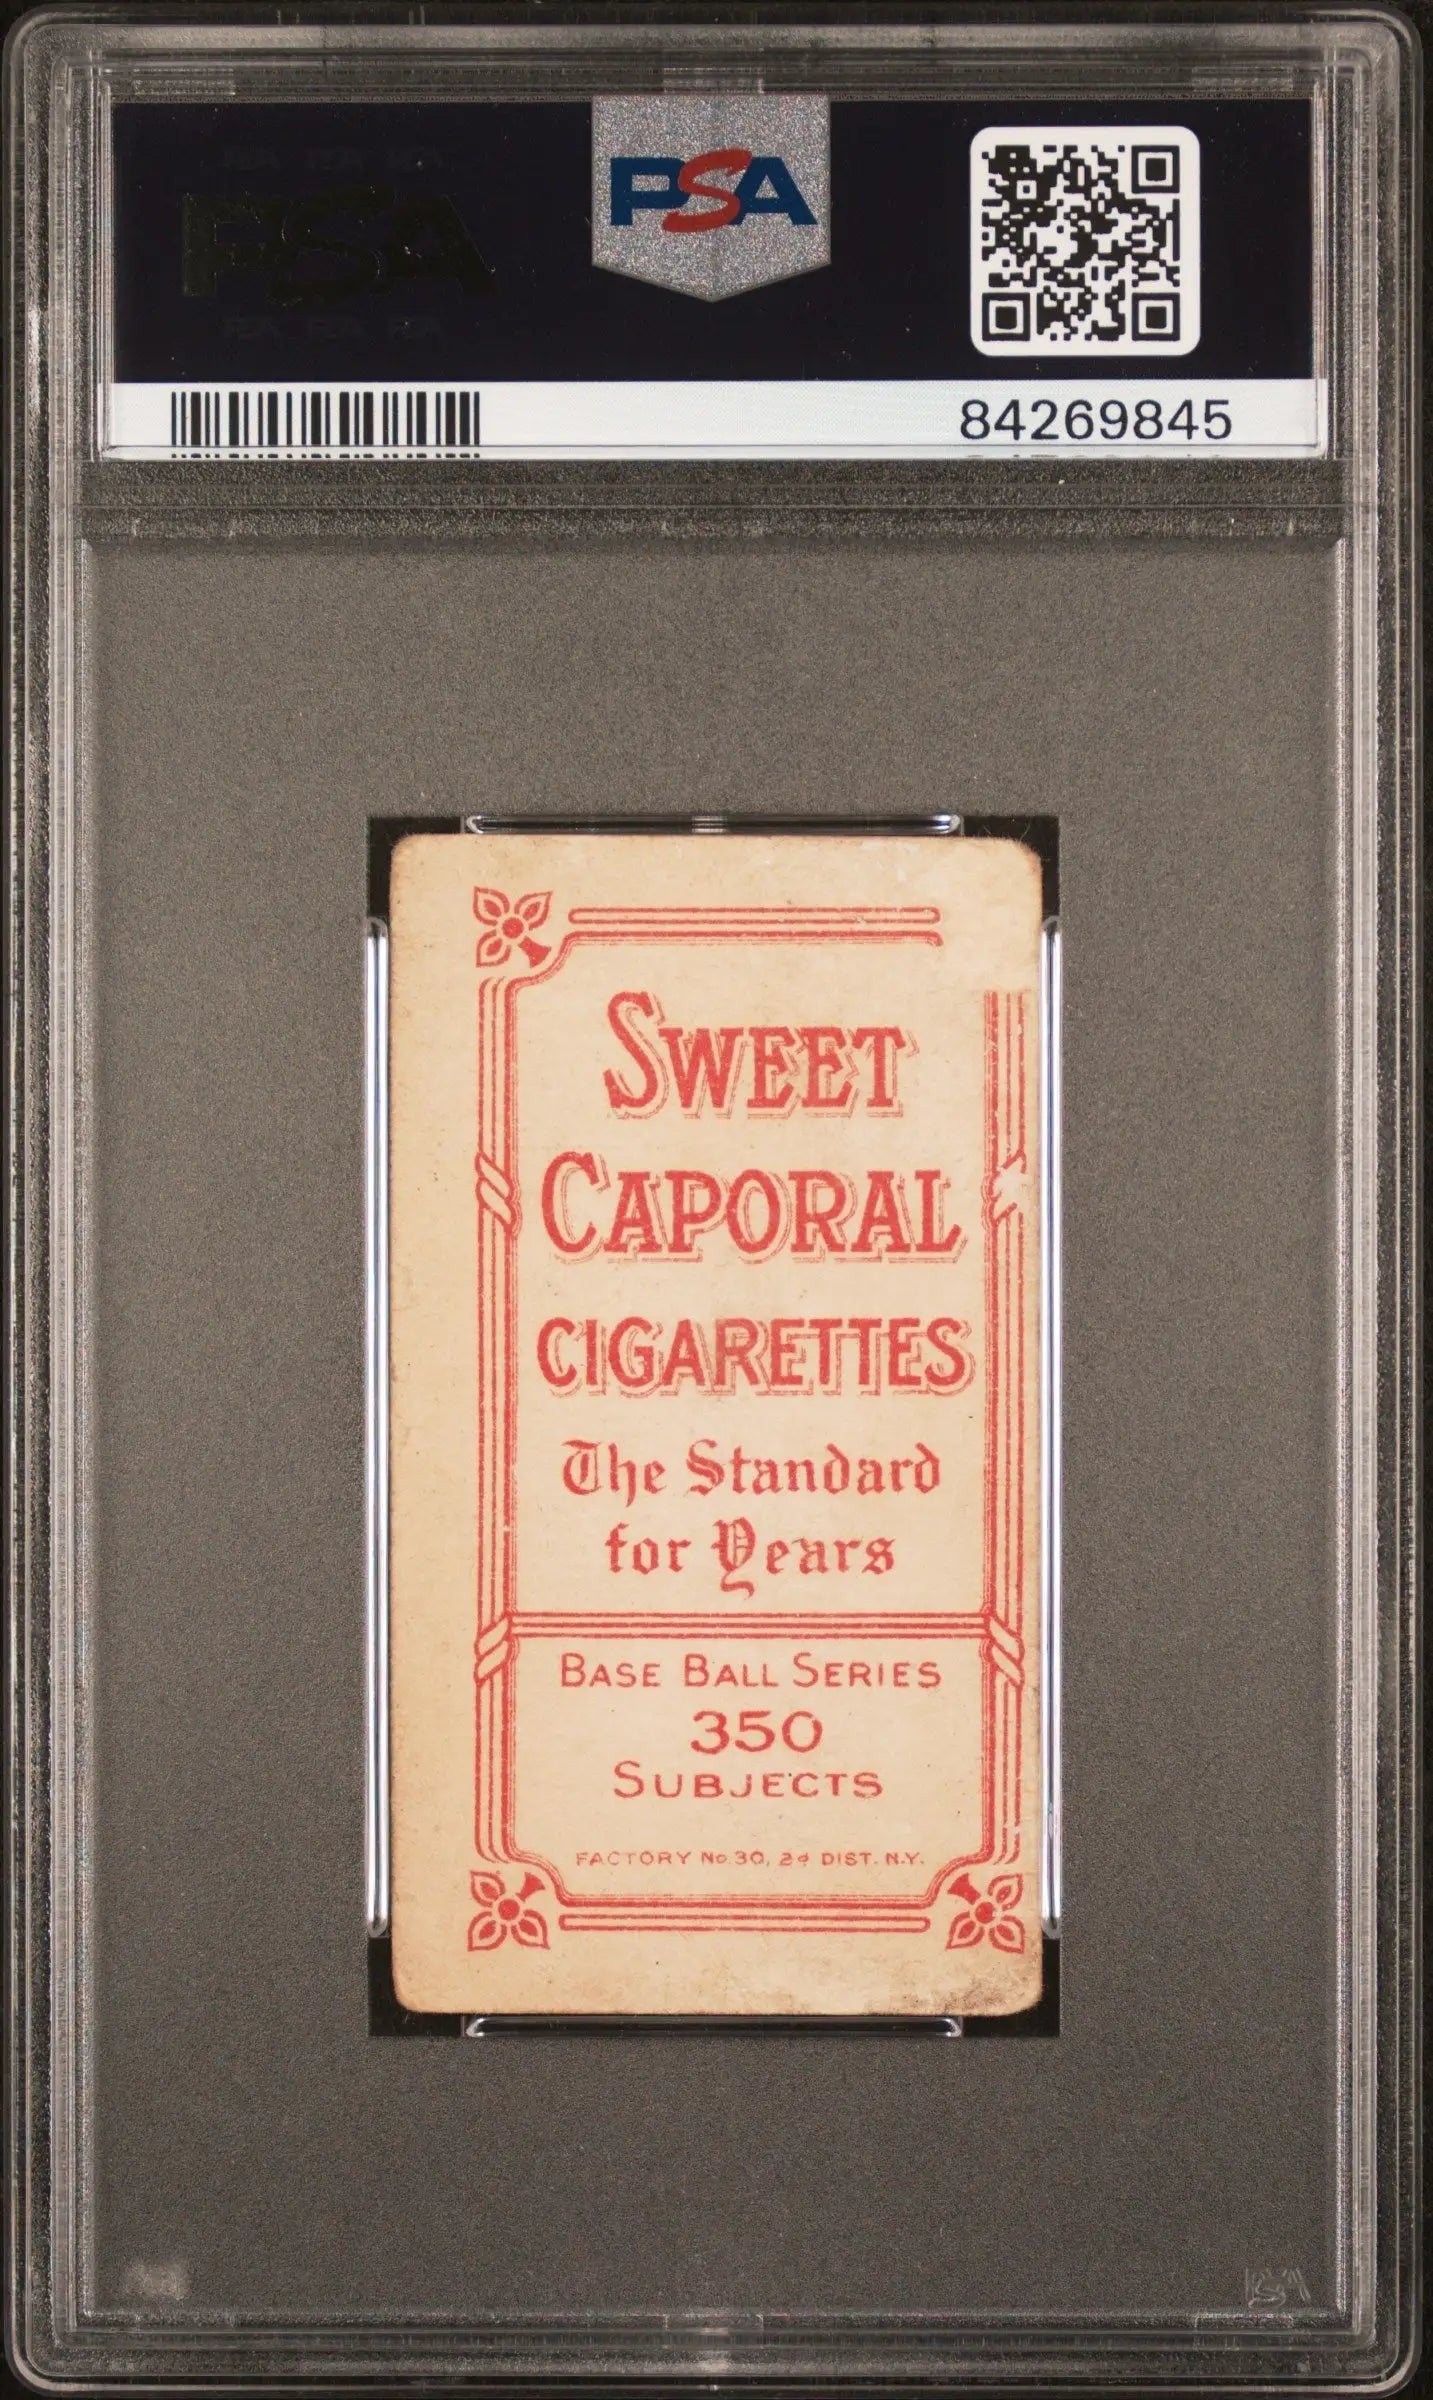 PSA
84269845
SWEET
CAPORAL
CIGARETTES
The Standard
for Years
BASE BALL SERIES
350
SUBJECTS
FACTORY No. 30, 2d DIST. N.Y.